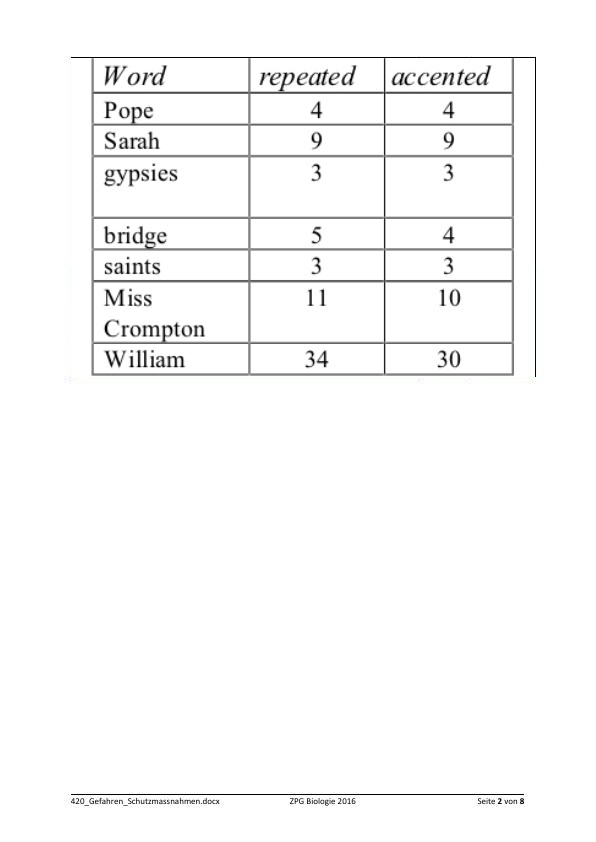 Word repeated accented
Pope 4 4
Sarah 9 9
gypsies 3 3
bridge 5 4
saints 3 3
Miss 11 10
Crompton
William 34 30
420_Gefahren_Schutzmassnahmen.docx ZPG Biologie 2016 Seite 2 von 8